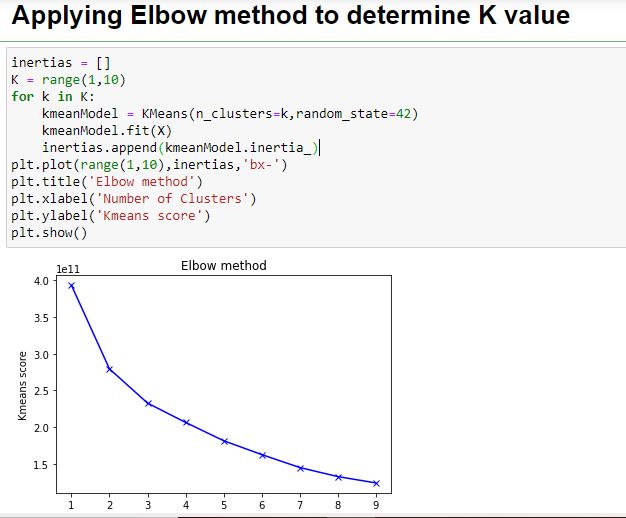 Applying Elbow method to determine K value
inertias = []
K = range(1,10)
for k in K:
    kmeanModel = KMeans(n_clusters=k,random_state=42)
    kmeanModel.fit(X)
    inertias.append(kmeanModel.inertia_)
plt.plot(range(1,10),inertias,'bx-')
plt.title('Elbow method')
plt.xlabel('Number of Clusters')
plt.ylabel('Kmeans score')
plt.show()
1e11
Elbow method
4.0
3.5
3.0
2.5
2.0
1.5
Kmeans score
1 2 3 4 5 6 7 8 9